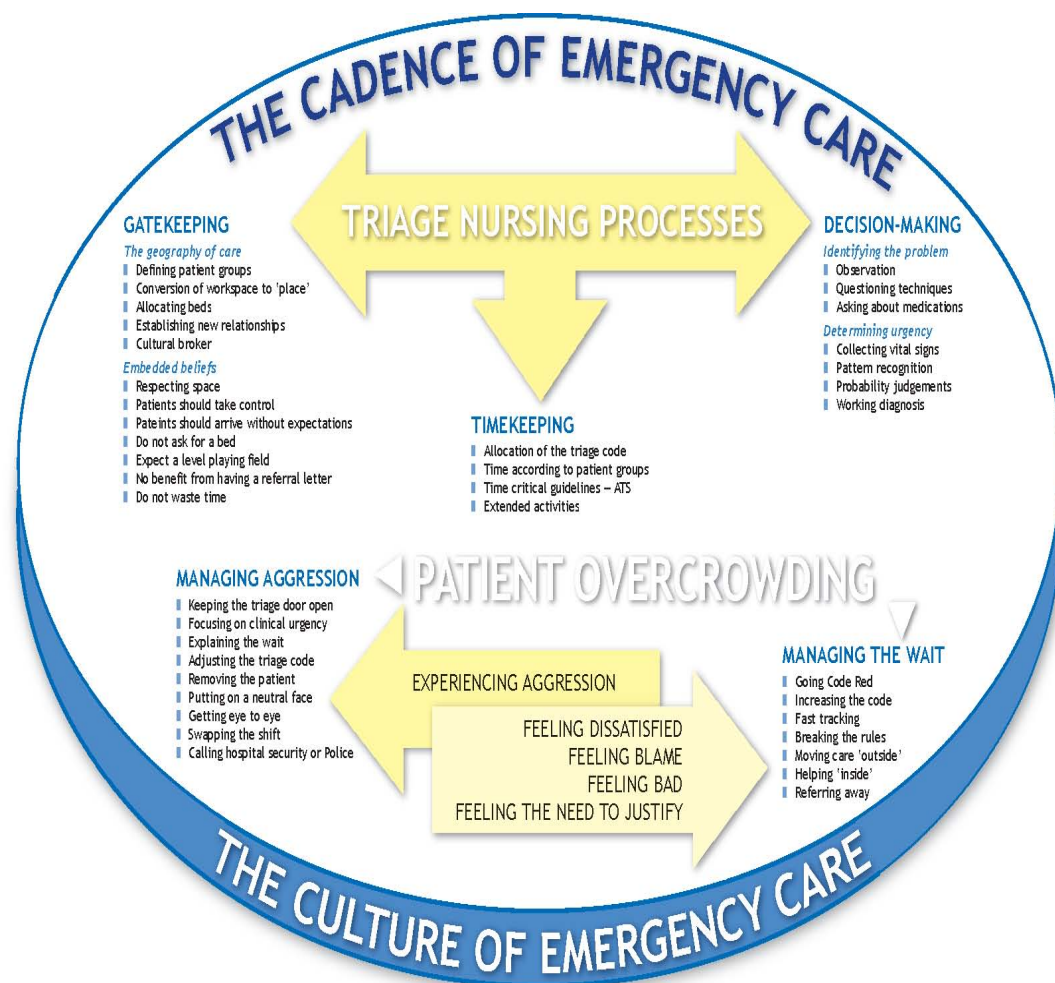 THE CADENCE OF EMERGENCY CARE
TRIAGE NURSING PROCESSES
GATEKEEPING
The geography of care
Defining patient groups
Conversion of workspace to 'place'
Allocating beds
Establishing new relationships
Cultural broker
Embedded beliefs
Respecting space
Patients should take control
Pateints should arrive without expectations
Do not ask for a bed
Expect a level playing field
No benefit from having a referral letter
Do not waste time
TIMEKEEPING
Allocation of the triage code
Time according to patient groups
Time critical guidelines – ATS
Extended activities
DECISION-MAKING
Identifying the problem
Observation
Questioning techniques
Asking about medications
Determining urgency
Collecting vital signs
Pattern recognition
Probability judgements
Working diagnosis
PATIENT OVERCROWDING
MANAGING AGGRESSION
Keeping the triage door open
Focusing on clinical urgency
Explaining the wait
Adjusting the triage code
Removing the patient
Putting on a neutral face
Getting eye to eye
Swapping the shift
Calling hospital security or Police
EXPERIENCING AGGRESSION
FEELING DISSATISFIED
FEELING BLAME
FEELING BAD
FEELING THE NEED TO JUSTIFY
MANAGING THE WAIT
Going Code Red
Increasing the code
Fast tracking
Breaking the rules
Moving care 'outside'
Helping 'inside'
Referring away
THE CULTURE OF EMERGENCY CARE